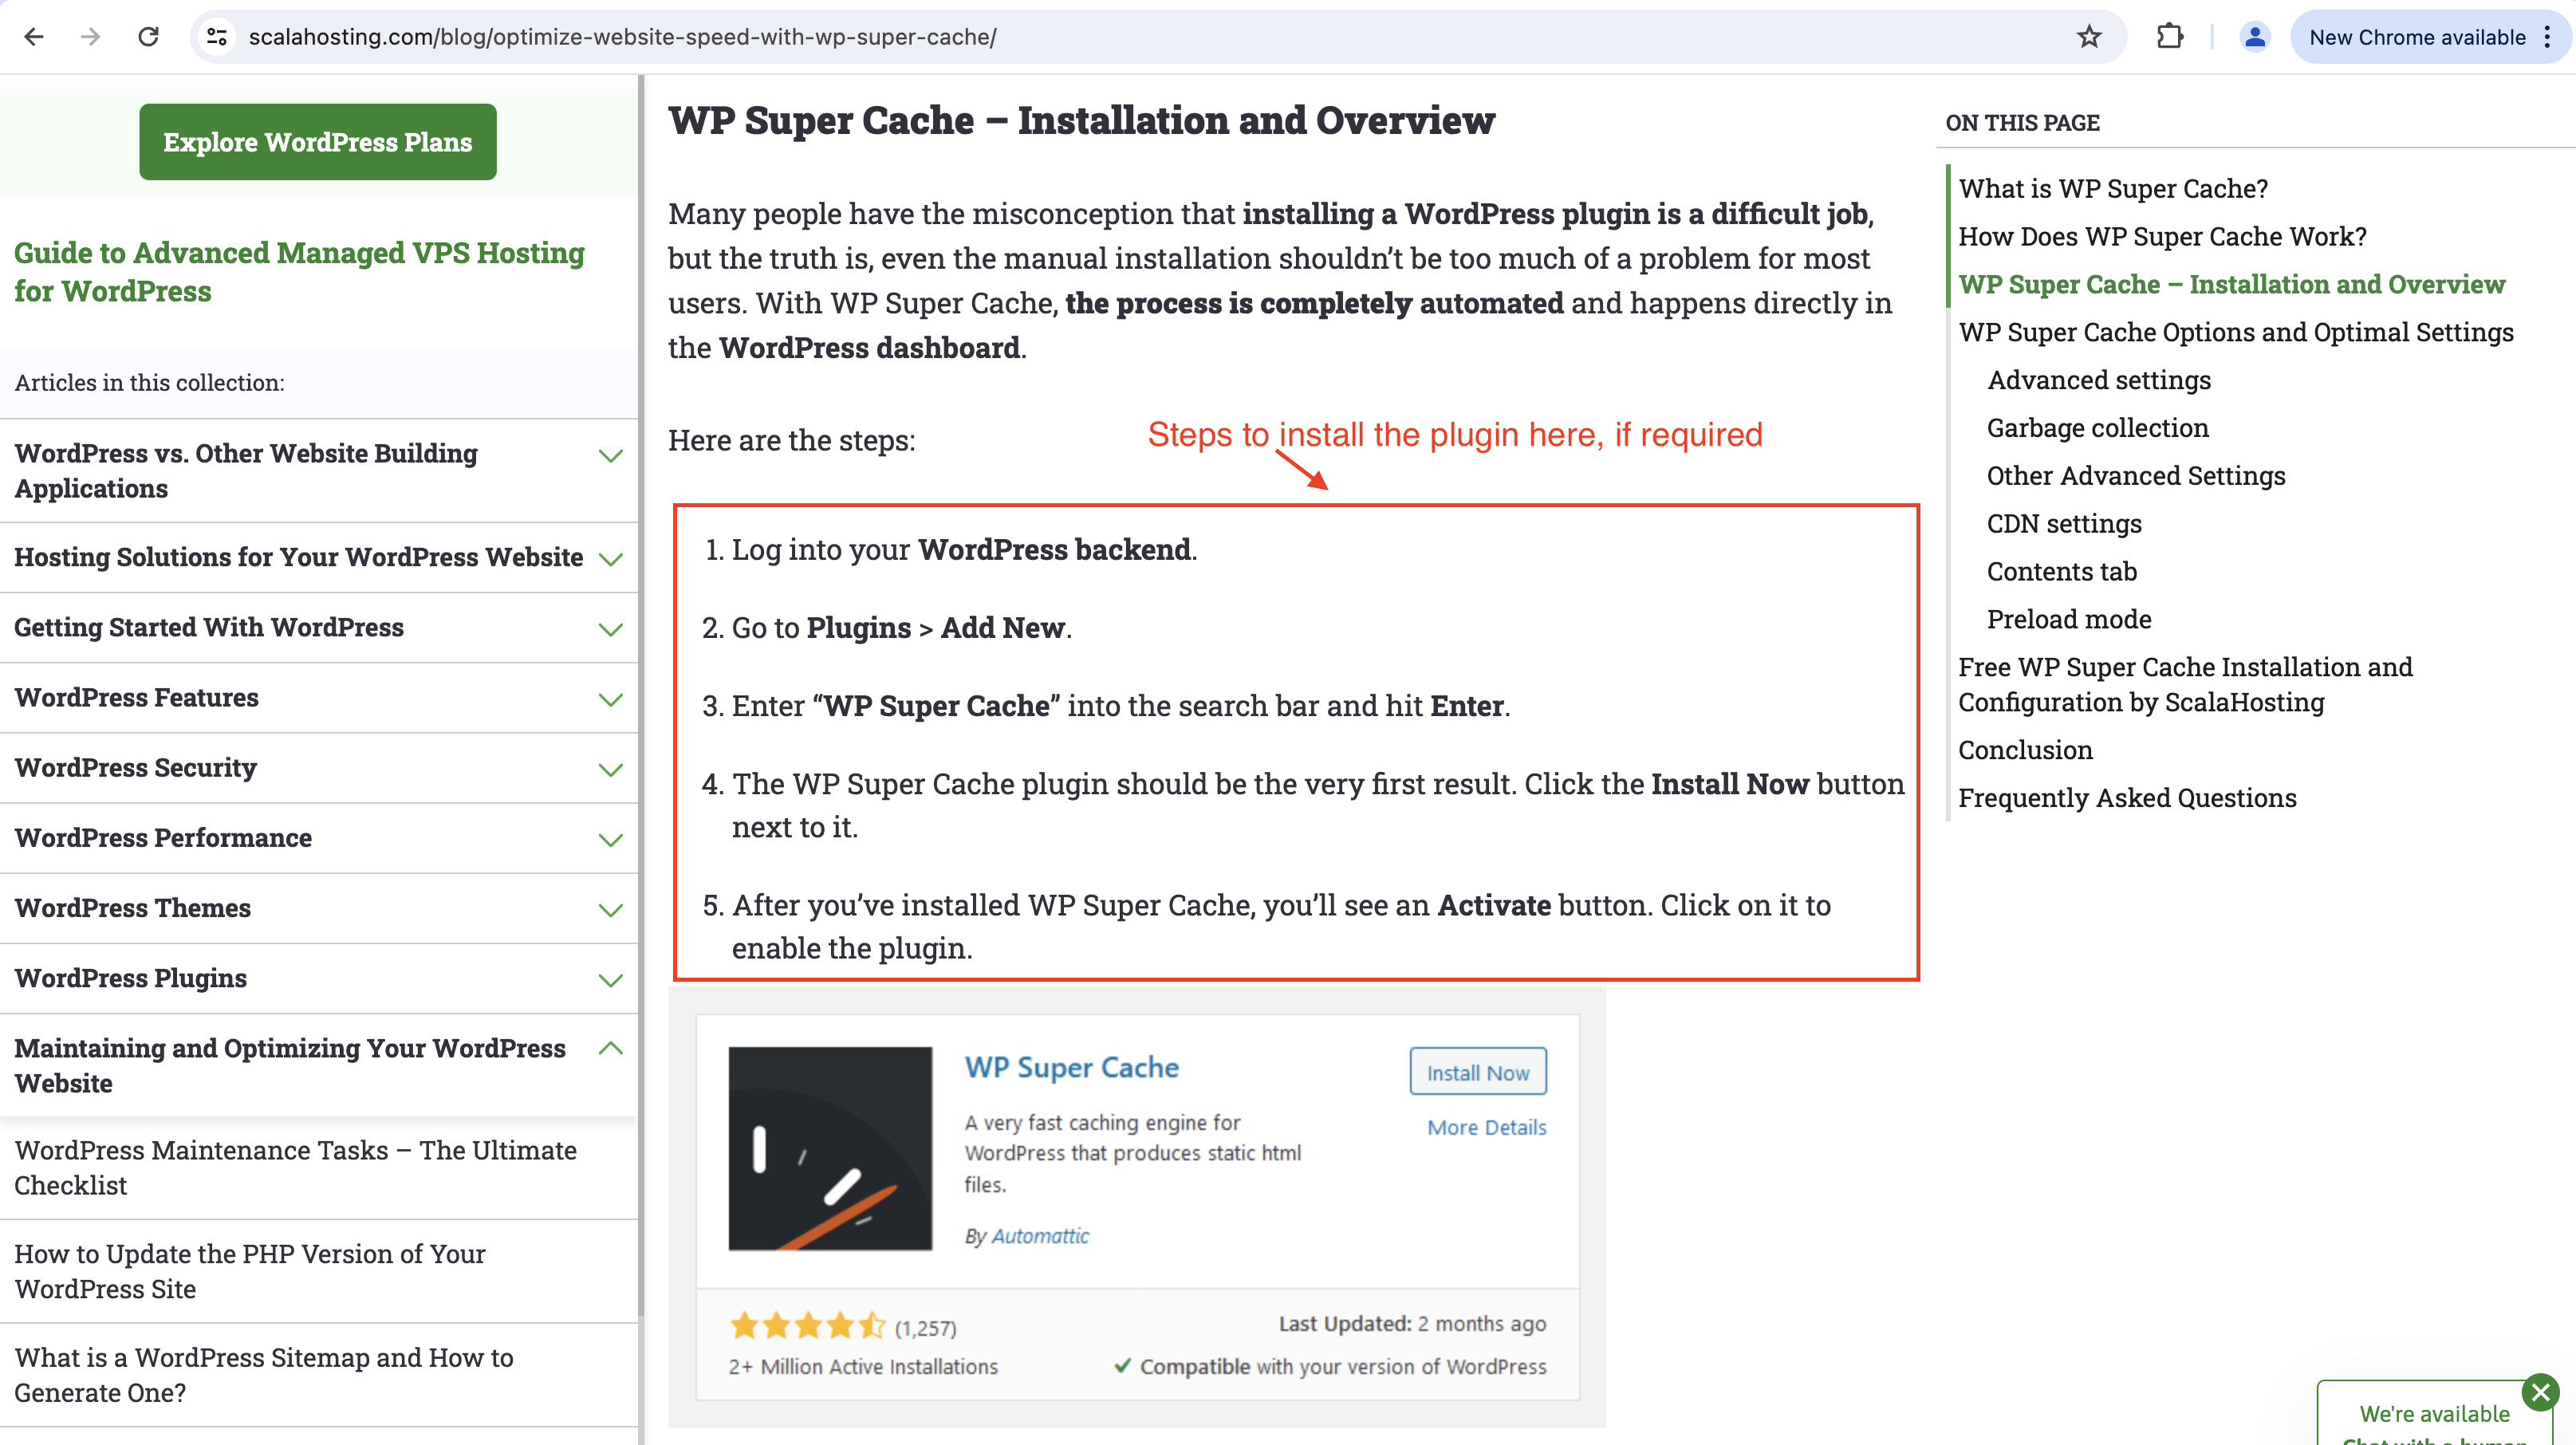 scalahosting.com/blog/optimize-website-speed-with-wp-super-cache/
New Chrome available
Explore WordPress Plans
Guide to Advanced Managed VPS Hosting
for WordPress
Articles in this collection:
WordPress vs. Other Website Building
Applications
Hosting Solutions for Your WordPress Website
Getting Started With WordPress
WordPress Features
WordPress Security
WordPress Performance
WordPress Themes
WordPress Plugins
Maintaining and Optimizing Your WordPress
Website
WordPress Maintenance Tasks – The Ultimate
Checklist
How to Update the PHP Version of Your
WordPress Site
What is a WordPress Sitemap and How to
Generate One?
WP Super Cache – Installation and Overview
Many people have the misconception that installing a WordPress plugin is a difficult job,
but the truth is, even the manual installation shouldn’t be too much of a problem for most
users. With WP Super Cache, the process is completely automated and happens directly in
the WordPress dashboard.
Here are the steps:
Steps to install the plugin here, if required
1. Log into your WordPress backend.
2. Go to Plugins > Add New.
3. Enter “WP Super Cache” into the search bar and hit Enter.
4. The WP Super Cache plugin should be the very first result. Click the Install Now button
next to it.
5. After you’ve installed WP Super Cache, you’ll see an Activate button. Click on it to
enable the plugin.
WP Super Cache
Install Now
More Details
A very fast caching engine for
WordPress that produces static html
files.
By Automattic
(1,257)
Last Updated: 2 months ago
2+ Million Active Installations
Compatible with your version of WordPress
ON THIS PAGE
What is WP Super Cache?
How Does WP Super Cache Work?
WP Super Cache – Installation and Overview
WP Super Cache Options and Optimal Settings
Advanced settings
Garbage collection
Other Advanced Settings
CDN settings
Contents tab
Preload mode
Free WP Super Cache Installation and
Configuration by ScalaHosting
Conclusion
Frequently Asked Questions
We're available
Chat with a human